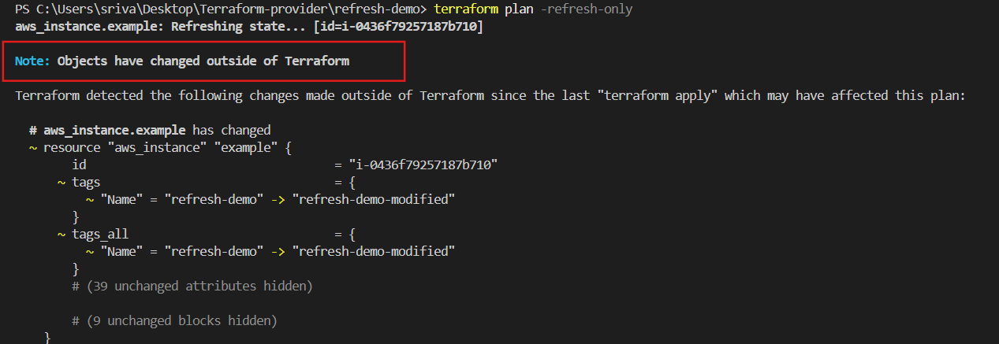 PS C:\Users\sriva\Desktop\Terraform-provider\refresh-demo> terraform plan -refresh-only
aws_instance.example: Refreshing state... [id=i-0436f79257187b710]
Note: Objects have changed outside of Terraform
Terraform detected the following changes made outside of Terraform since the last "terraform apply" which may have affected this plan:
# aws_instance.example has changed
~ resource "aws_instance" "example" {
id = "i-0436f79257187b710"
~ tags = {
~ "Name" = "refresh-demo" -> "refresh-demo-modified"
}
~ tags_all = {
~ "Name" = "refresh-demo" -> "refresh-demo-modified"
}
# (39 unchanged attributes hidden)
# (9 unchanged blocks hidden)
}